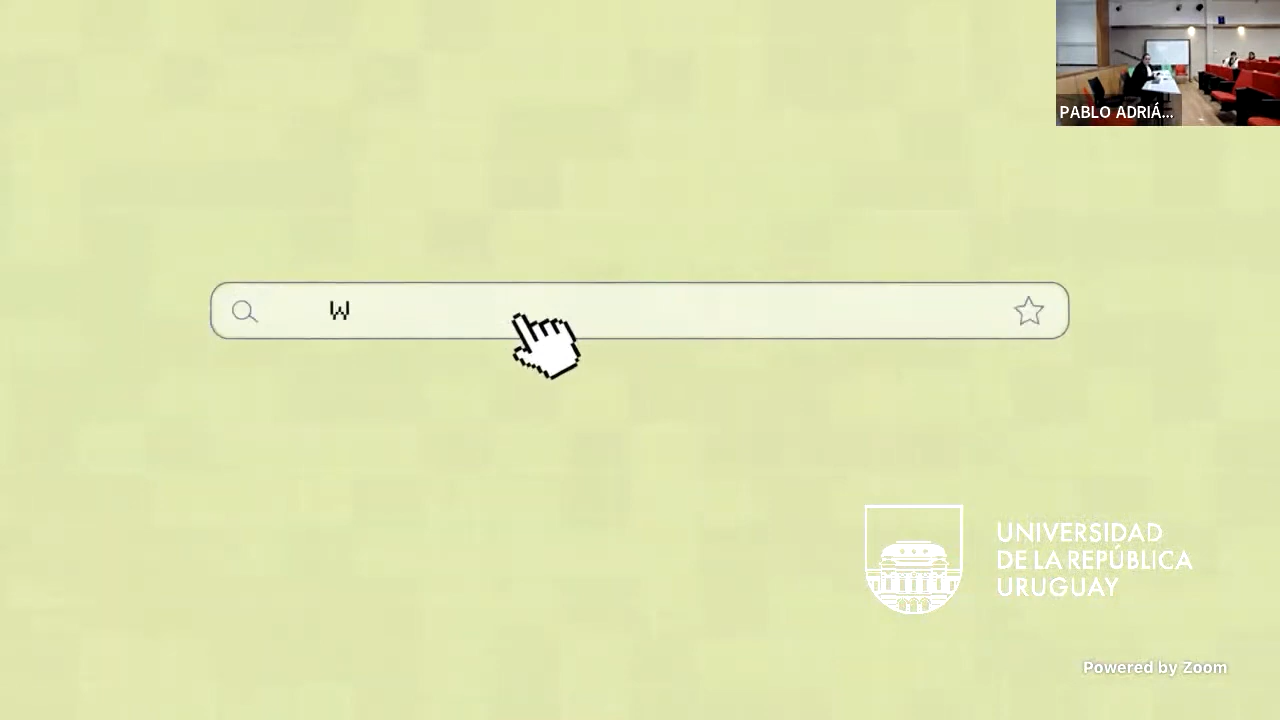 PABLO ADRIÁ...
W
UNIVERSIDAD
DE LA REPÚBLICA
URUGUAY
Powered by Zoom